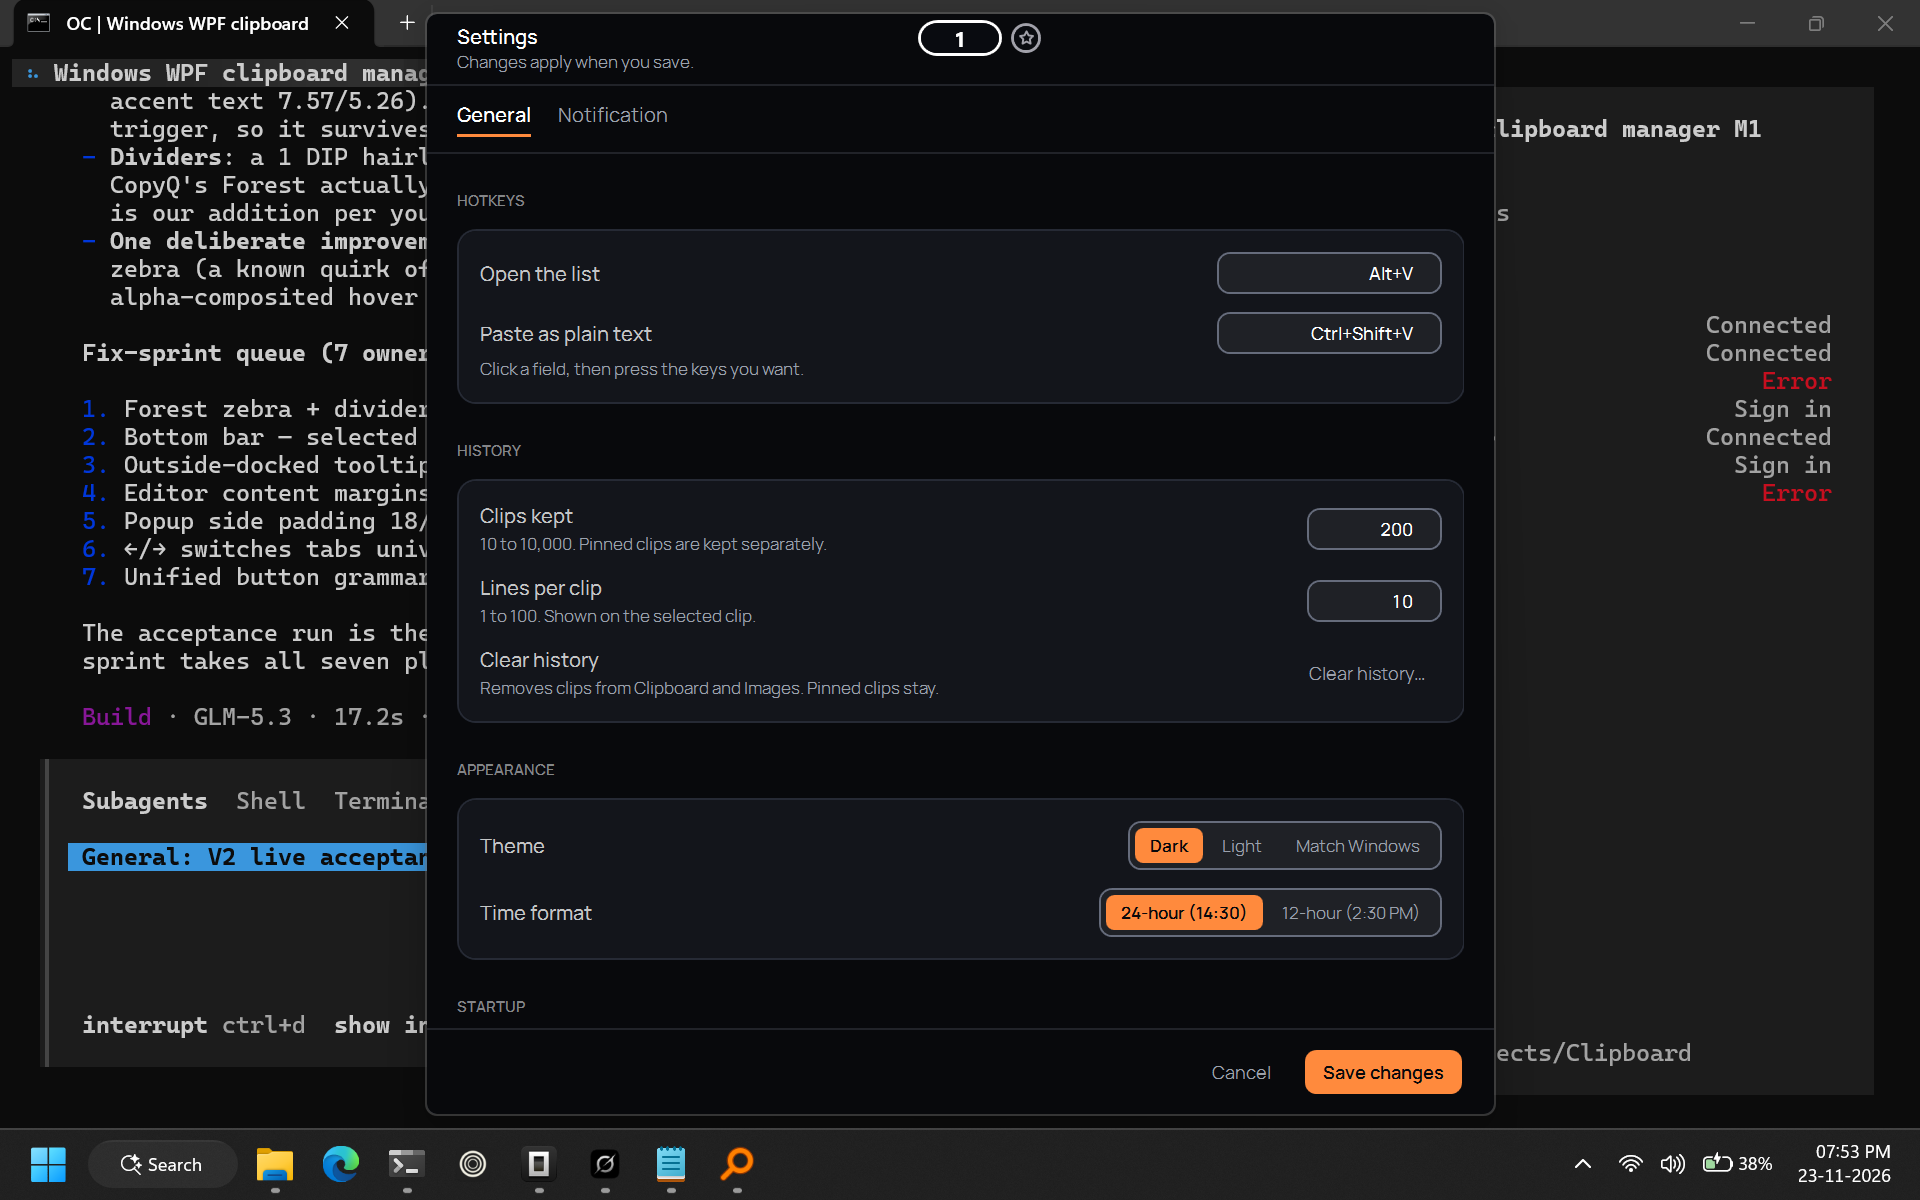 OC | Windows WPF clipboard
Windows WPF clipboard mana
accent text 7.57/5.26).
trigger, so it survives
- Dividers: a 1 DIP hairl
CopyQ's Forest actually
is our addition per you
- One deliberate improvem
zebra (a known quirk of
alpha-composited hover
Fix-sprint queue (7 owner
1. Forest zebra + divider
2. Bottom bar — selected
3. Outside-docked tooltip
4. Editor content margins
5. Popup side padding 18/
6. ←/→ switches tabs univ
7. Unified button grammar
The acceptance run is the
sprint takes all seven pl
Build · GLM-5.3 · 17.2s ·
Subagents Shell Termina
General: V2 live acceptan
interrupt ctrl+d show in
Settings
Changes apply when you save.
1
General Notification
HOTKEYS
Open the list Alt+V
Paste as plain text Ctrl+Shift+V
Click a field, then press the keys you want.
HISTORY
Clips kept 200
10 to 10,000. Pinned clips are kept separately.
Lines per clip 10
1 to 100. Shown on the selected clip.
Clear history Clear history...
Removes clips from Clipboard and Images. Pinned clips stay.
APPEARANCE
Theme Dark Light Match Windows
Time format 24-hour (14:30) 12-hour (2:30 PM)
STARTUP
Cancel Save changes
lipboard manager M1
s
Connected
Connected
Error
Sign in
Connected
Sign in
Error
ects/Clipboard
Search
38%
07:53 PM
23-11-2026